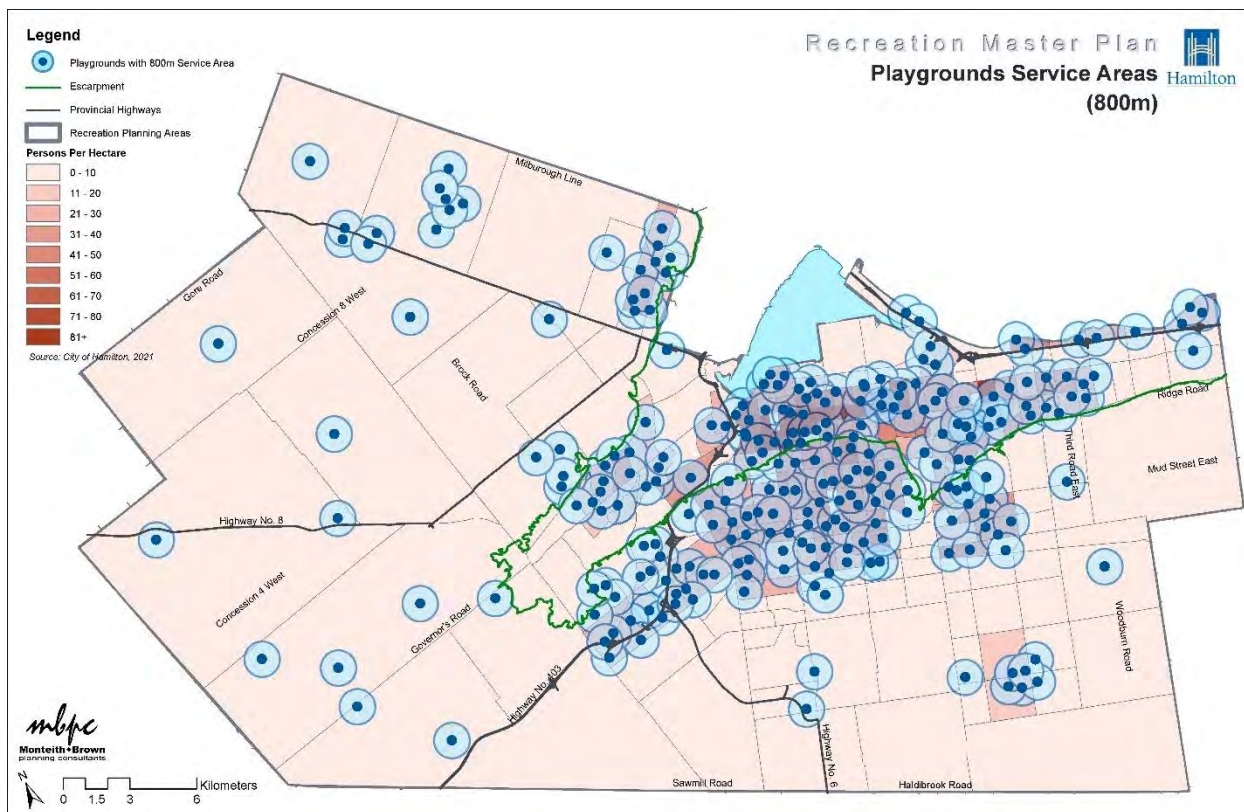 Legend
Playgrounds with 800m Service Area
Escarpment
Provincial Highways
Recreation Planning Areas
Persons Per Hectare
0 - 10
11 - 20
21 - 30
31 - 40
41 - 50
51 - 60
61 - 70
71 - 80
81+
Source: City of Hamilton, 2021
Recreation Master Plan
Playgrounds Service Areas
(800m)
Hamilton
Milburough Line
Gore Road
Concession 8 West
Brock Road
Highway No. 8
Concession 4 West
Governor's Road
Highway No. 403
Ridge Road
Third Road East
Mud Street East
Woodburn Road
Highway No. 6
Sawmill Road
Haldibrook Road
mbpc
Monteith+Brown
planning consultants
N
Kilometers
0 1.5 3 6